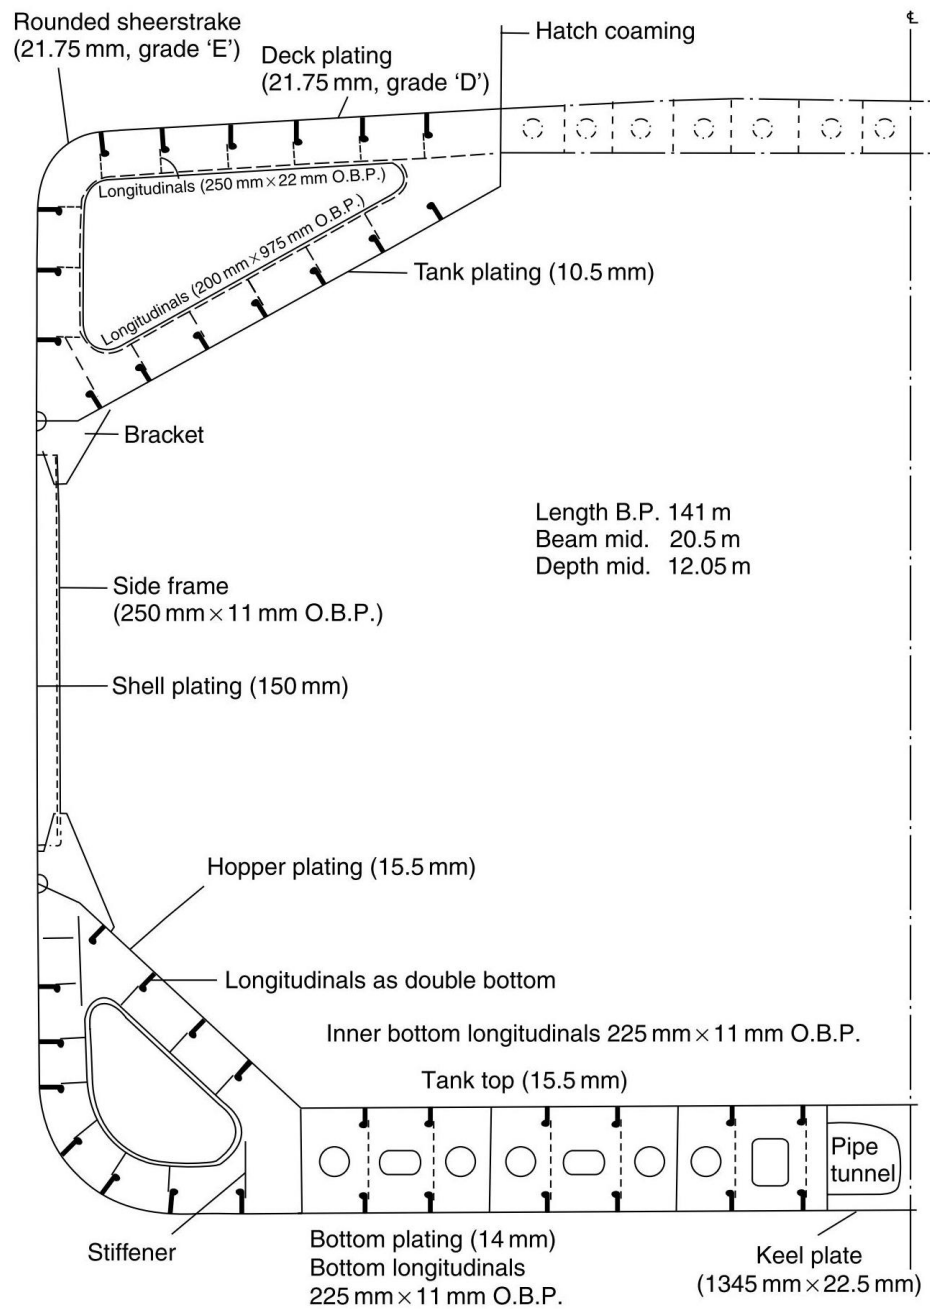 Rounded sheerstrake
(21.75 mm, grade ‘E’)
Deck plating
(21.75 mm, grade ‘D’)
Hatch coaming
℄
Longitudinals (250 mm × 22 mm O.B.P.)
Longitudinals (200 mm × 975 mm O.B.P.)
Tank plating (10.5 mm)
Bracket
Length B.P. 141 m
Beam mid. 20.5 m
Depth mid. 12.05 m
Side frame
(250 mm × 11 mm O.B.P.)
Shell plating (150 mm)
Hopper plating (15.5 mm)
Longitudinals as double bottom
Inner bottom longitudinals 225 mm × 11 mm O.B.P.
Tank top (15.5 mm)
Pipe
tunnel
Stiffener
Bottom plating (14 mm)
Bottom longitudinals
225 mm × 11 mm O.B.P.
Keel plate
(1345 mm × 22.5 mm)